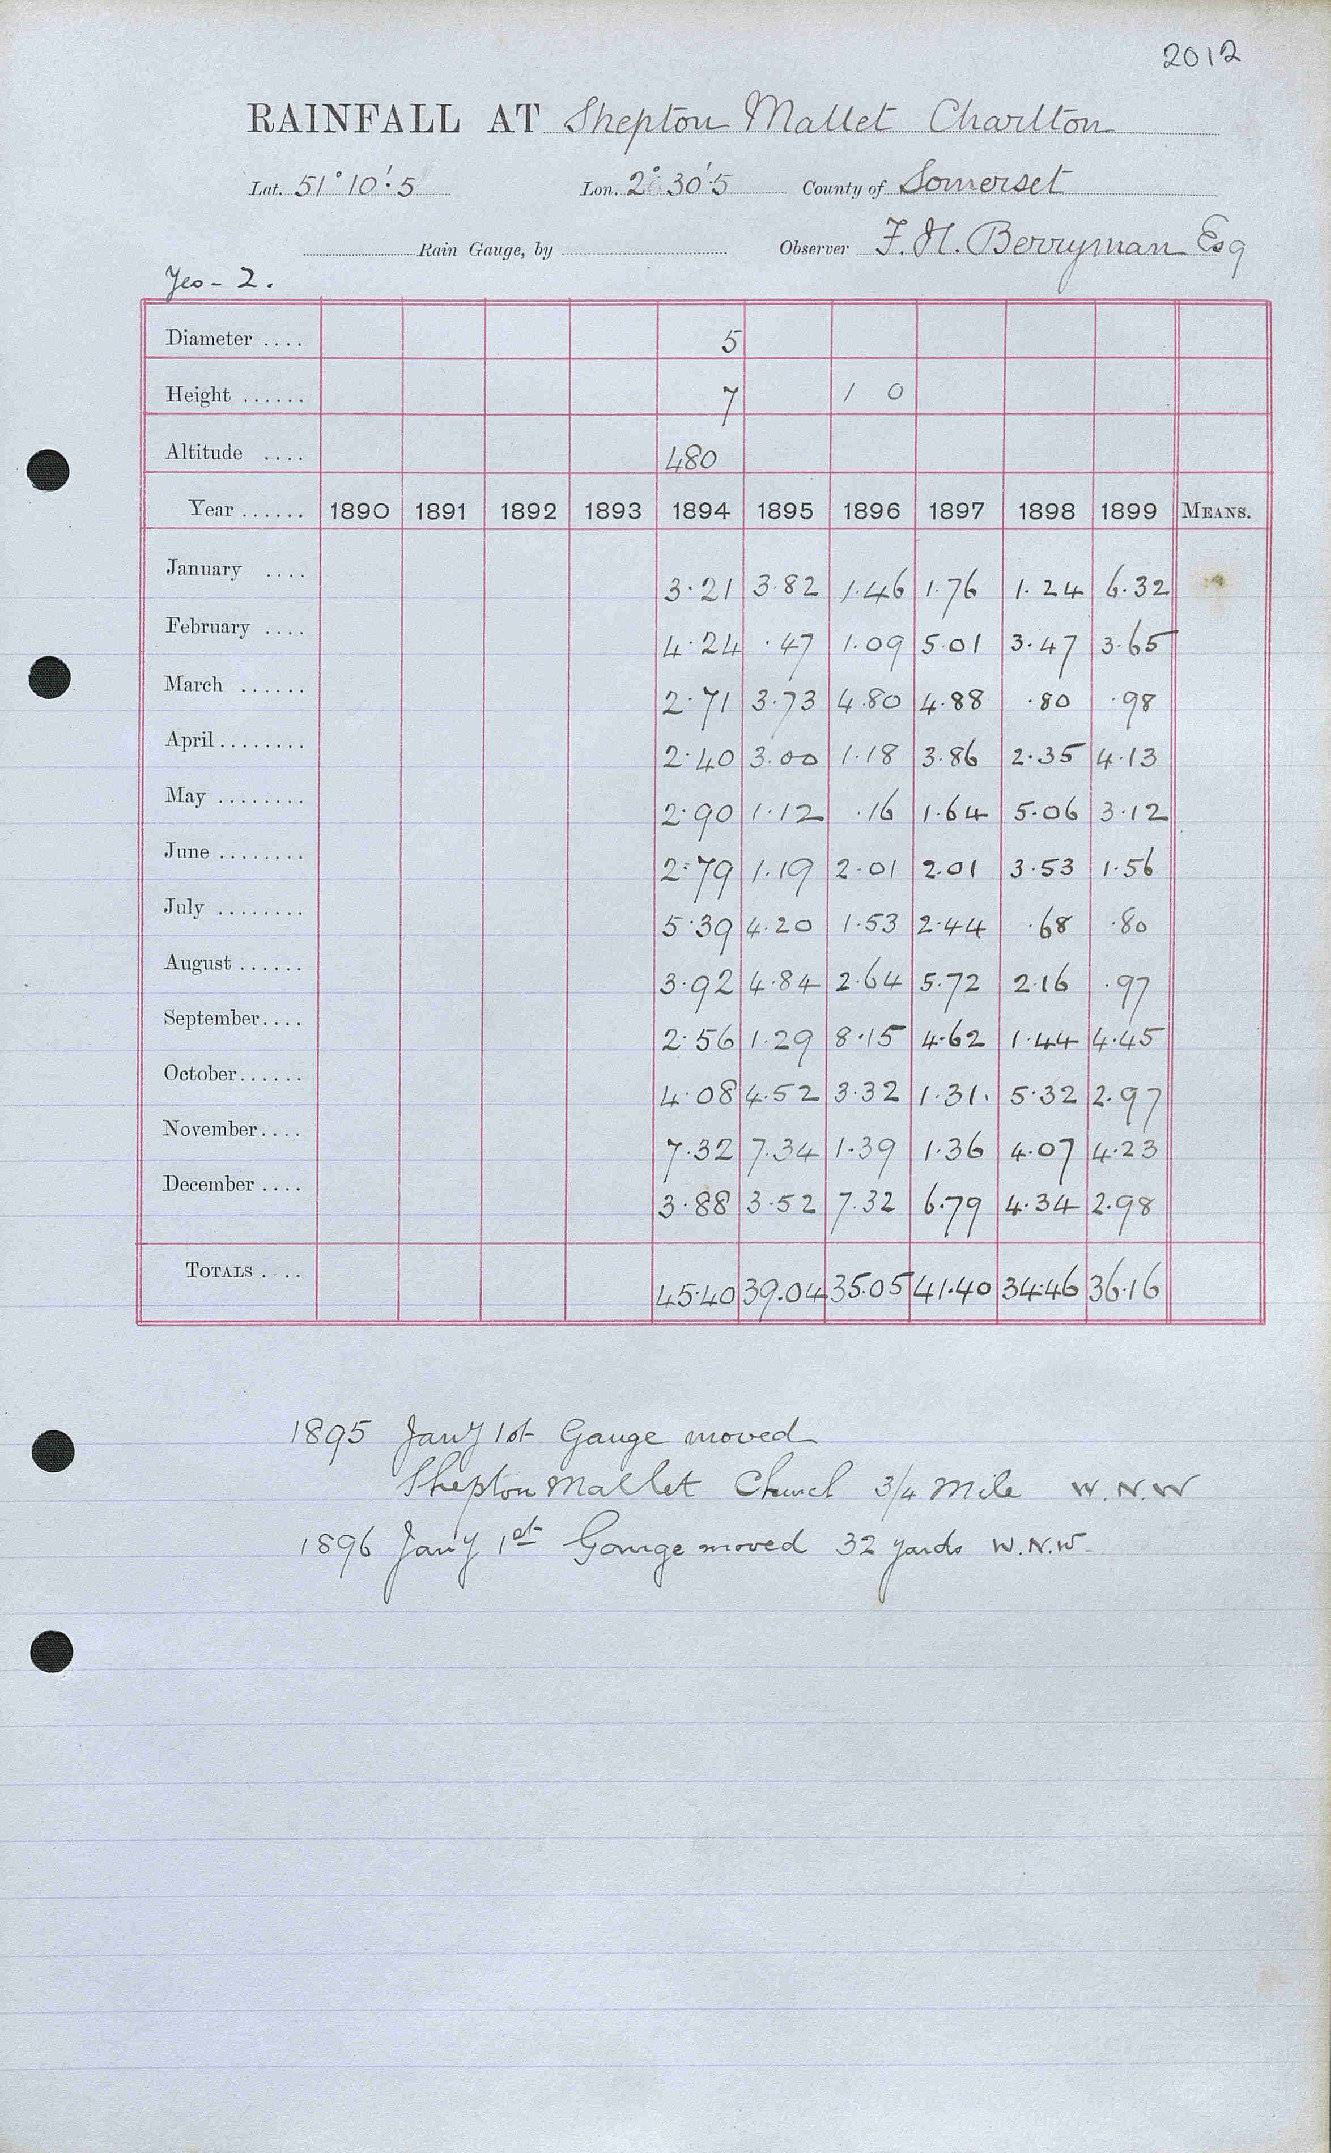 2012
RAINFALL AT Shepton Mallet Charlton
Lat. 51° 10'.5 Lon. 2° 30'.5 County of Somerset
Rain Gauge, by Observer F. H. Berryman Esq
Yeo - 2.
Diameter .... 5
Height ...... 7 1 0
Altitude .... 480
Year ...... 1890 1891 1892 1893 1894 1895 1896 1897 1898 1899 MEANS.
January .... 3.21 3.82 1.46 1.76 1.24 6.32
February .... 4.24 .47 1.09 5.01 3.47 3.65
March ...... 2.71 3.73 4.80 4.88 .80 .98
April ........ 2.40 3.00 1.18 3.86 2.35 4.13
May ........ 2.90 1.12 .16 1.64 5.06 3.12
June ........ 2.79 1.19 2.01 2.01 3.53 1.56
July ........ 5.39 4.20 1.53 2.44 .68 .80
August ...... 3.92 4.84 2.64 5.72 2.16 .97
September .... 2.56 1.29 8.15 4.62 1.44 4.45
October ...... 4.08 4.52 3.32 1.31. 5.32 2.97
November .... 7.32 7.34 1.39 1.36 4.07 4.23
December .... 3.88 3.52 7.32 6.79 4.34 2.98
TOTALS .... 45.40 39.04 35.05 41.40 34.46 36.16
1895 Jany 1st Gauge moved
Shepton Mallet Church 3/4 Mile W.N.W
1896 Jany 1st Gauge moved 32 yards W.N.W.